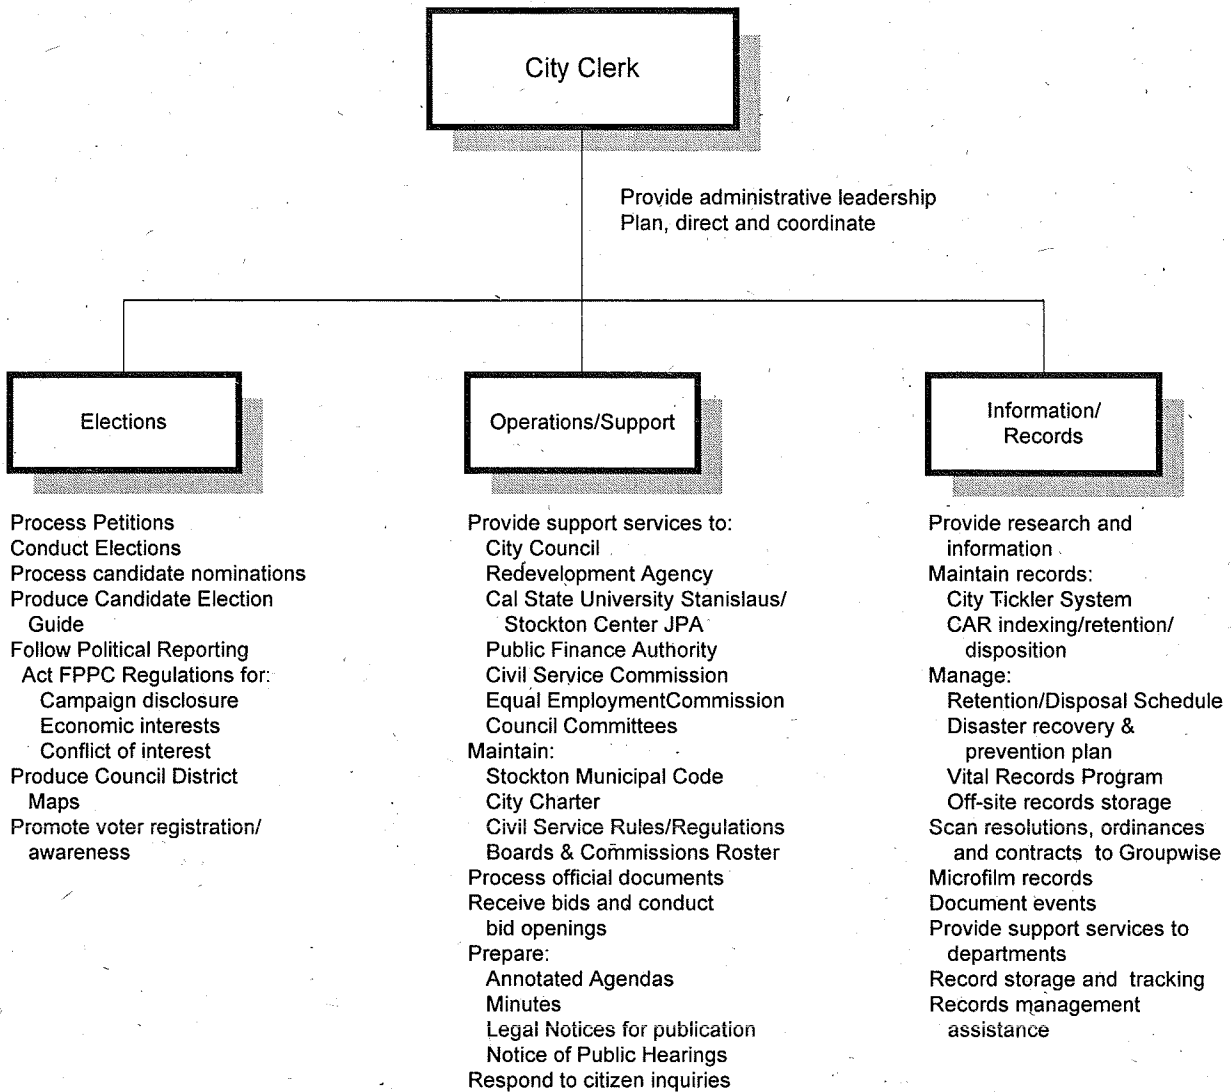 City Clerk
Provide administrative leadership
Plan, direct and coordinate
Elections
Process Petitions
Conduct Elections
Process candidate nominations
Produce Candidate Election
Guide
Follow Political Reporting
Act FPPC Regulations for:
Campaign disclosure
Economic interests
Conflict of interest
Produce Council District
Maps
Promote voter registration/
awareness
Operations/Support
Provide support services to:
City Council
Redevelopment Agency
Cal State University Stanislaus/
Stockton Center JPA
Public Finance Authority
Civil Service Commission
Equal EmploymentCommission
Council Committees
Maintain:
Stockton Municipal Code
City Charter
Civil Service Rules/Regulations
Boards & Commissions Roster
Process official documents
Receive bids and conduct
bid openings
Prepare:
Annotated Agendas
Minutes
Legal Notices for publication
Notice of Public Hearings
Respond to citizen inquiries
Information/
Records
Provide research and
information
Maintain records:
City Tickler System
CAR indexing/retention/
disposition
Manage:
Retention/Disposal Schedule
Disaster recovery &
prevention plan
Vital Records Program
Off-site records storage
Scan resolutions, ordinances
and contracts to Groupwise
Microfilm records
Document events
Provide support services to
departments
Record storage and tracking
Records management
assistance